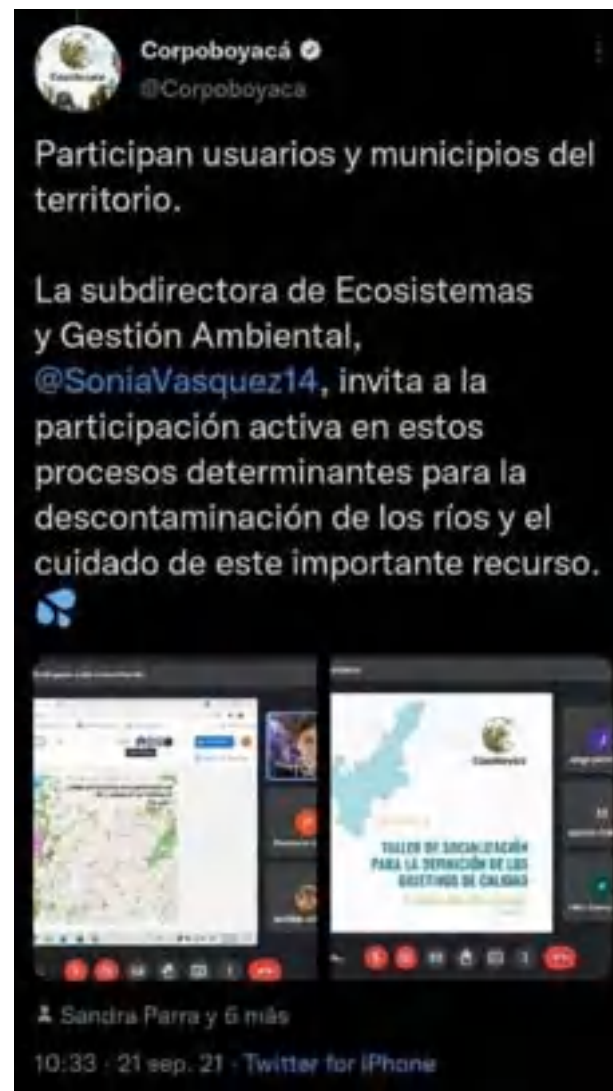 Corpoboyacá
@Corpoboyaca
Participan usuarios y municipios del
territorio.
La subdirectora de Ecosistemas
y Gestión Ambiental,
@SoniaVasquez14, invita a la
participación activa en estos
procesos determinantes para la
descontaminación de los ríos y el
cuidado de este importante recurso.
Corpoboyacá
TALLER DE SOCIALIZACIÓN
PARA LA DEFINICIÓN DE LOS
OBJETIVOS DE CALIDAD
Sandra Parra y 6 más
10:33 · 21 sep. 21 · Twitter for iPhone